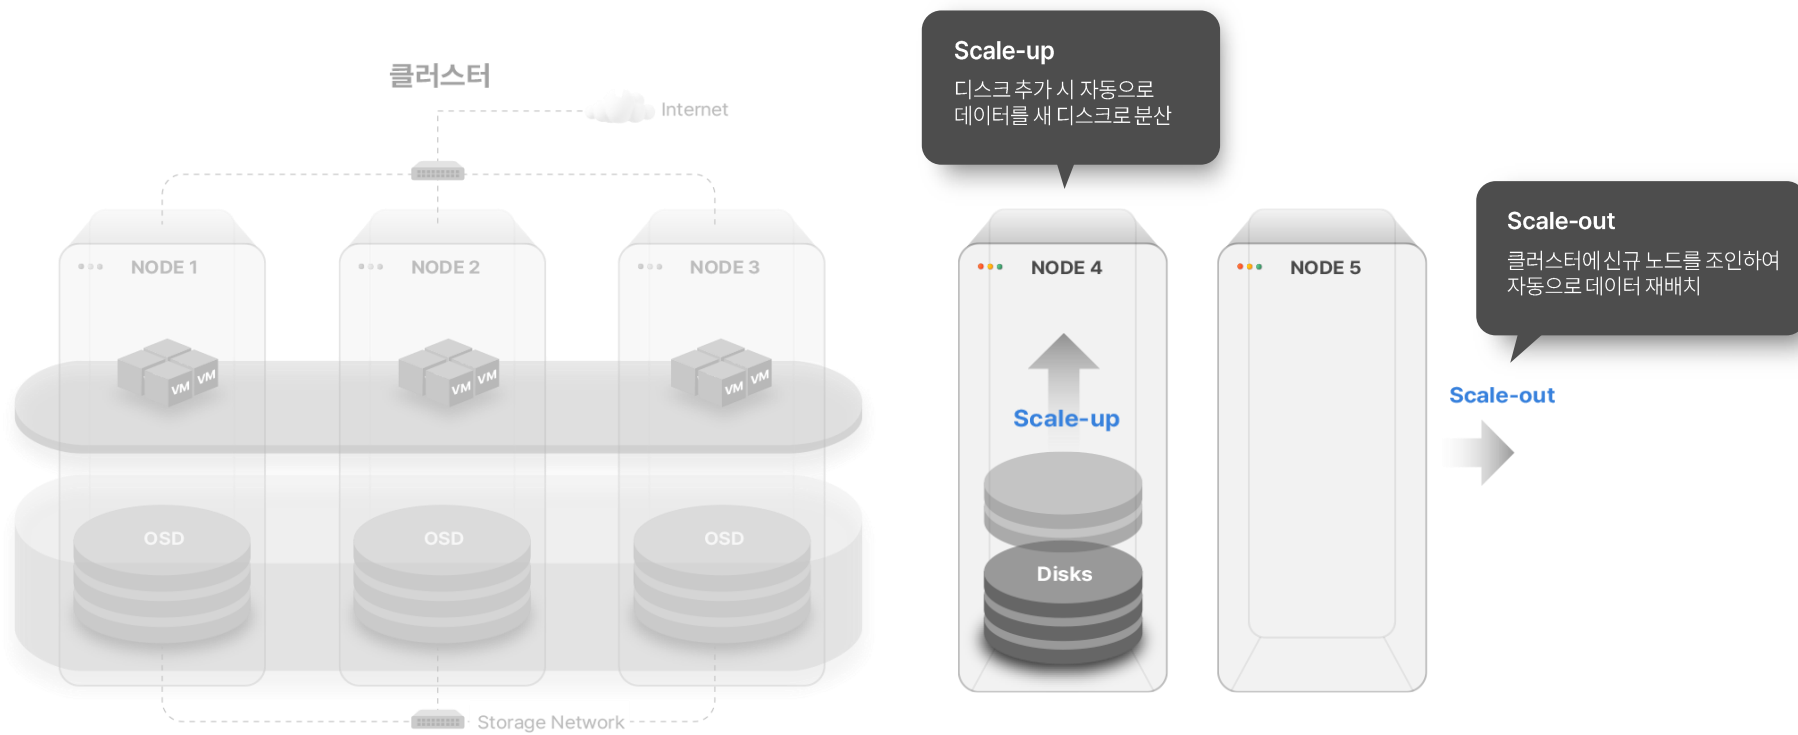 클러스터
Internet
NODE 1
NODE 2
NODE 3
VM
VM
VM
VM
VM
VM
OSD
OSD
OSD
Storage Network
Scale-up
디스크 추가 시 자동으로
데이터를 새 디스크로 분산
NODE 4
Scale-up
Disks
NODE 5
Scale-out
클러스터에 신규 노드를 조인하여
자동으로 데이터 재배치
Scale-out